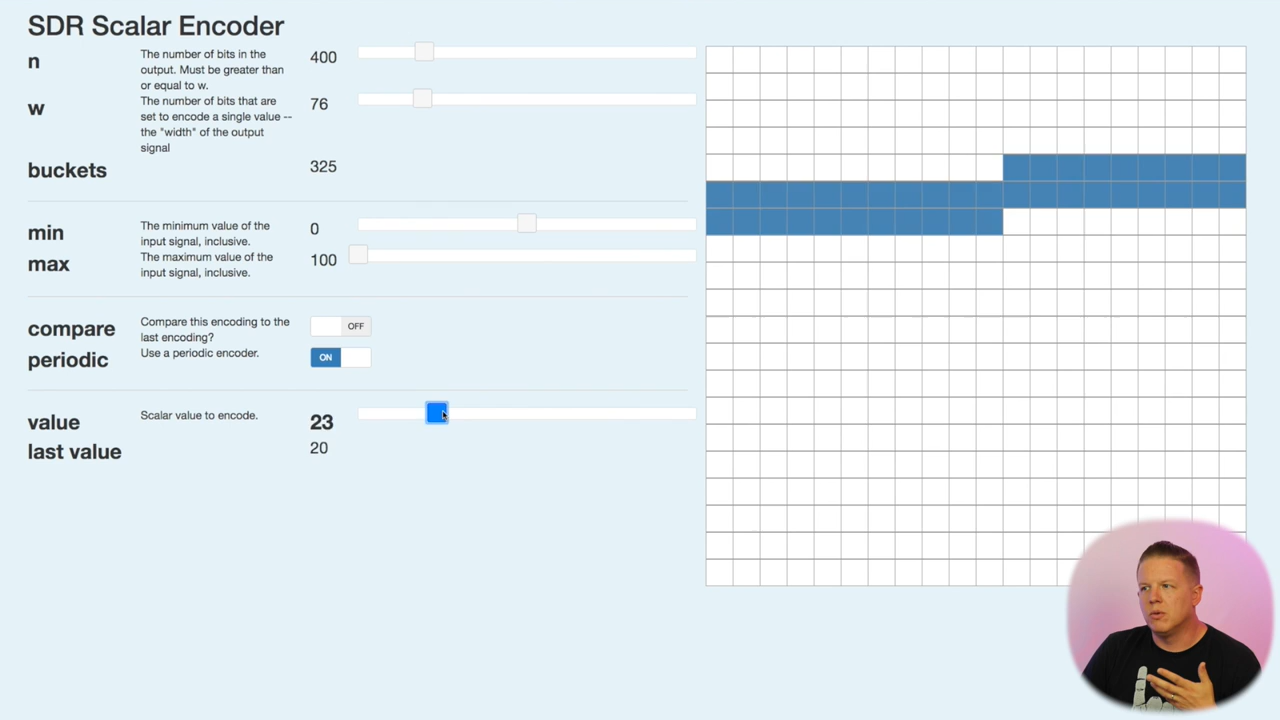 SDR Scalar Encoder
n
The number of bits in the
output. Must be greater than
or equal to w.
400
w
The number of bits that are
set to encode a single value --
the "width" of the output
signal
76
buckets
325
min
The minimum value of the
input signal, inclusive.
0
max
The maximum value of the
input signal, inclusive.
100
compare
Compare this encoding to the
last encoding?
OFF
periodic
Use a periodic encoder.
ON
value
Scalar value to encode.
23
last value
20